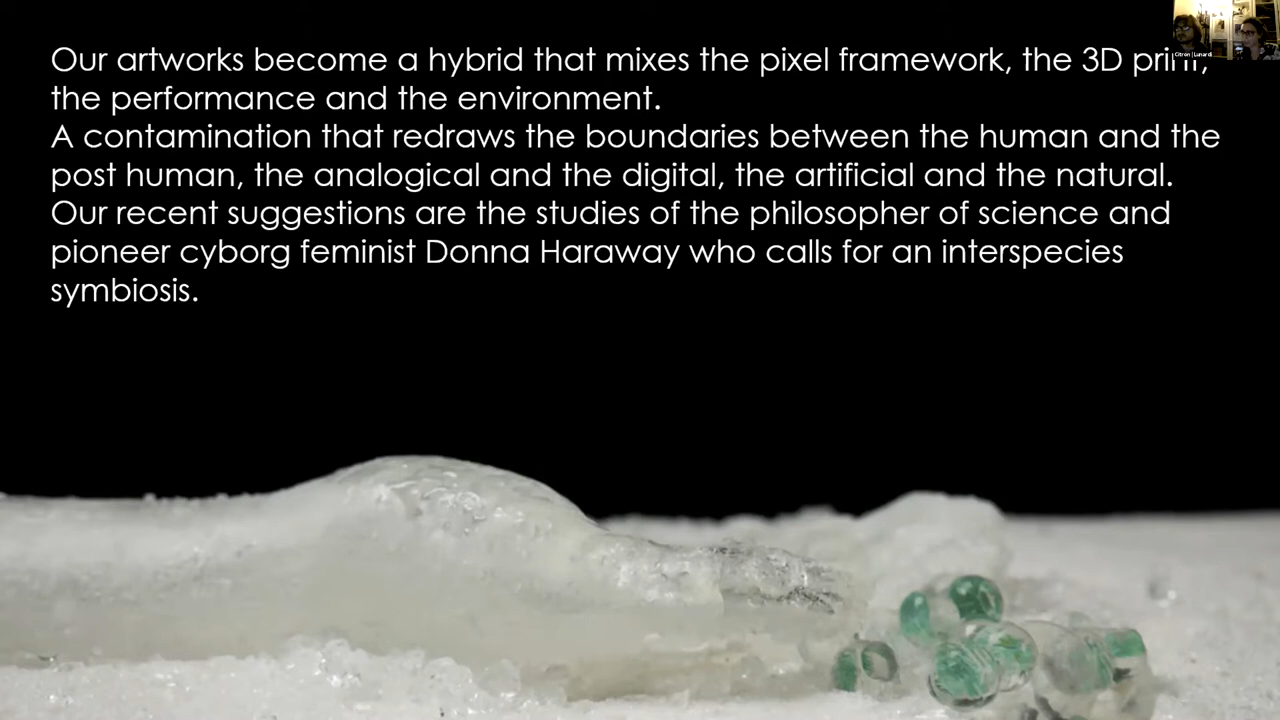 Our artworks become a hybrid that mixes the pixel framework, the 3D print,
the performance and the environment.
A contamination that redraws the boundaries between the human and the
post human, the analogical and the digital, the artificial and the natural.
Our recent suggestions are the studies of the philosopher of science and
pioneer cyborg feminist Donna Haraway who calls for an interspecies
symbiosis.
Citron | Lunardi